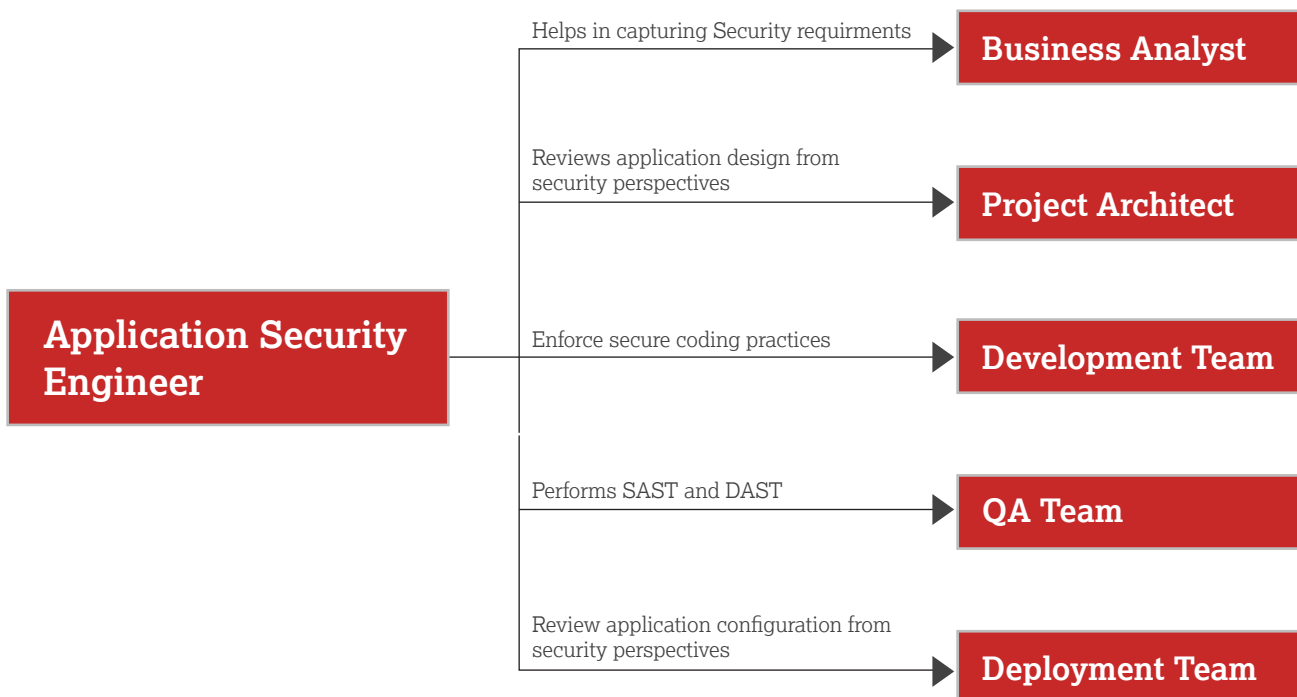 Helps in capturing Security requirments
Business Analyst
Reviews application design from
security perspectives
Project Architect
Application Security
Engineer
Enforce secure coding practices
Development Team
Performs SAST and DAST
QA Team
Review application configuration from
security perspectives
Deployment Team